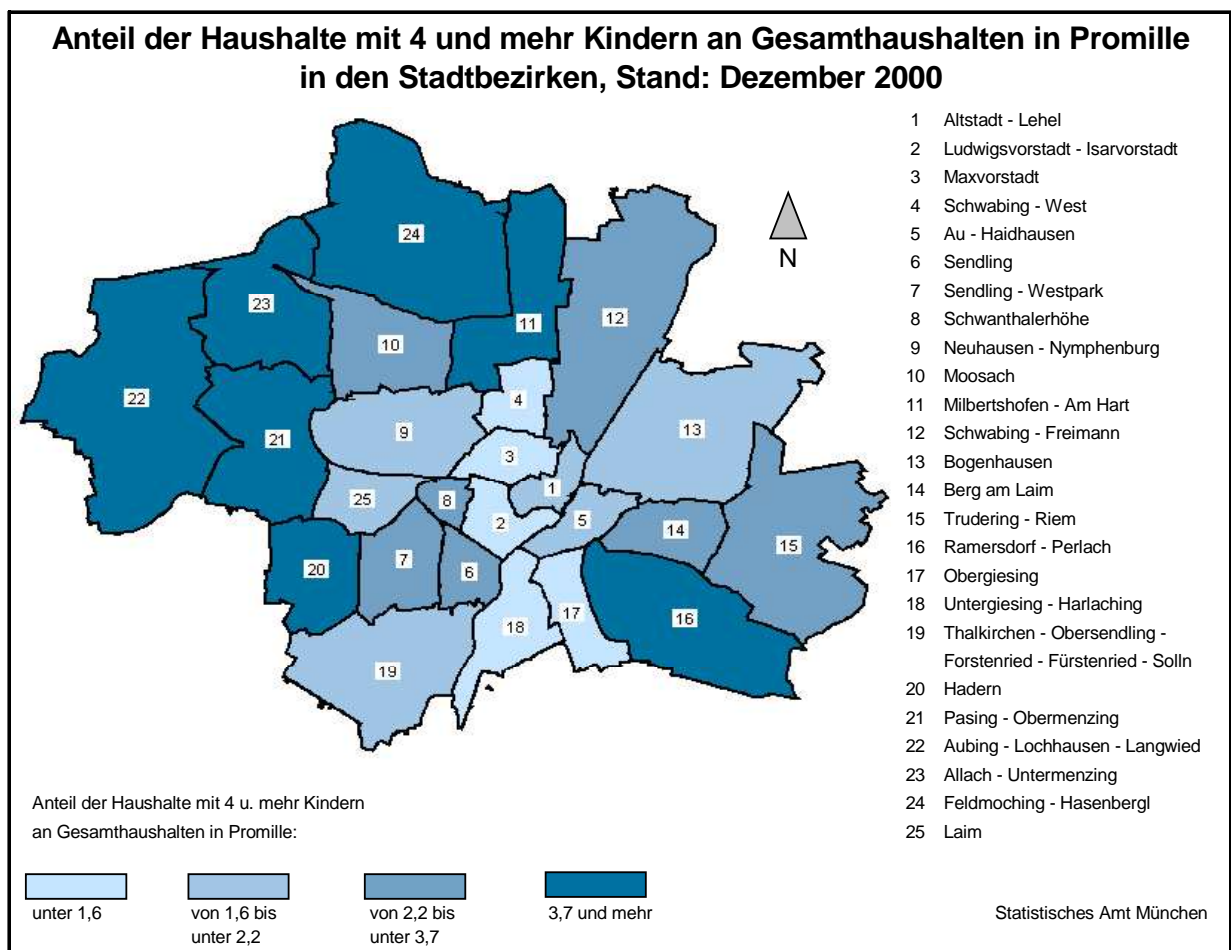 Anteil der Haushalte mit 4 und mehr Kindern an Gesamthaushalten in Promille
in den Stadtbezirken, Stand: Dezember 2000
1 Altstadt - Lehel
2 Ludwigsvorstadt - Isarvorstadt
3 Maxvorstadt
4 Schwabing - West
5 Au - Haidhausen
6 Sendling
7 Sendling - Westpark
8 Schwanthalerhöhe
9 Neuhausen - Nymphenburg
10 Moosach
11 Milbertshofen - Am Hart
12 Schwabing - Freimann
13 Bogenhausen
14 Berg am Laim
15 Trudering - Riem
16 Ramersdorf - Perlach
17 Obergiesing
18 Untergiesing - Harlaching
19 Thalkirchen - Obersendling -
Forstenried - Fürstenried - Solln
20 Hadern
21 Pasing - Obermenzing
22 Aubing - Lochhausen - Langwied
23 Allach - Untermenzing
24 Feldmoching - Hasenbergl
25 Laim
N
24
23
11
12
10
22
4
21
9
13
3
25
8
1
2
5
14
15
20
7
6
16
18
17
19
Anteil der Haushalte mit 4 u. mehr Kindern
an Gesamthaushalten in Promille:
unter 1,6
von 1,6 bis
unter 2,2
von 2,2 bis
unter 3,7
3,7 und mehr
Statistisches Amt München